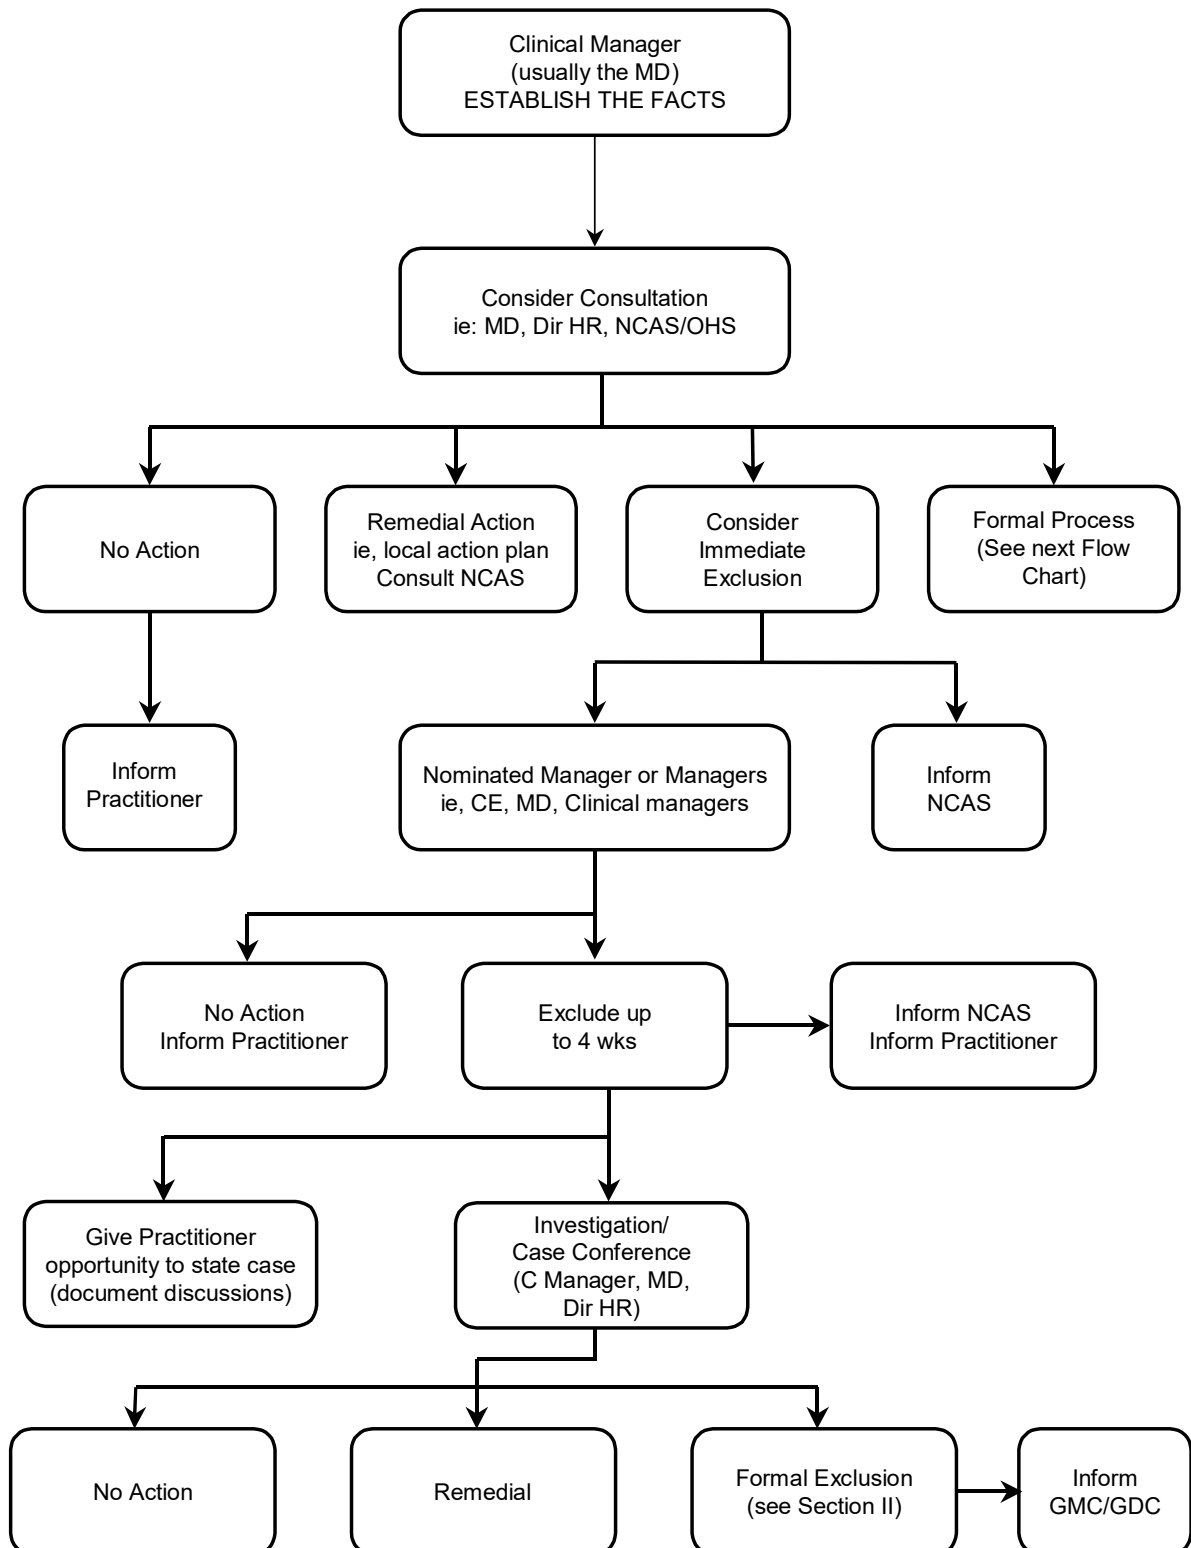 Clinical Manager
(usually the MD)
ESTABLISH THE FACTS
Consider Consultation
ie: MD, Dir HR, NCAS/OHS
No Action
Remedial Action
ie, local action plan
Consult NCAS
Consider
Immediate
Exclusion
Formal Process
(See next Flow
Chart)
Inform
Practitioner
Nominated Manager or Managers
ie, CE, MD, Clinical managers
Inform
NCAS
No Action
Inform Practitioner
Exclude up
to 4 wks
Inform NCAS
Inform Practitioner
Give Practitioner
opportunity to state case
(document discussions)
Investigation/
Case Conference
(C Manager, MD,
Dir HR)
No Action
Remedial
Formal Exclusion
(see Section II)
Inform
GMC/GDC